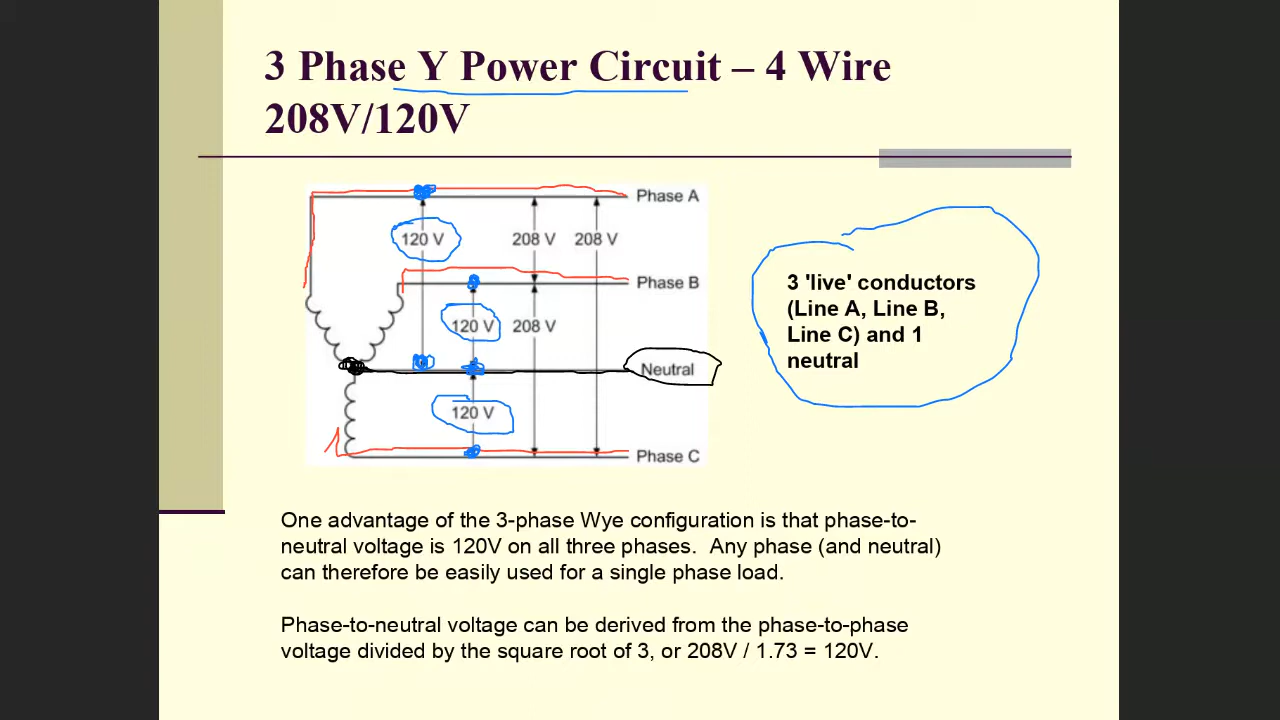 3 Phase Y Power Circuit – 4 Wire
208V/120V
Phase A
120 V
208 V
208 V
Phase B
120 V
208 V
Neutral
120 V
Phase C
3 'live' conductors
(Line A, Line B,
Line C) and 1
neutral
One advantage of the 3-phase Wye configuration is that phase-to-
neutral voltage is 120V on all three phases.  Any phase (and neutral)
can therefore be easily used for a single phase load.
Phase-to-neutral voltage can be derived from the phase-to-phase
voltage divided by the square root of 3, or 208V / 1.73 = 120V.